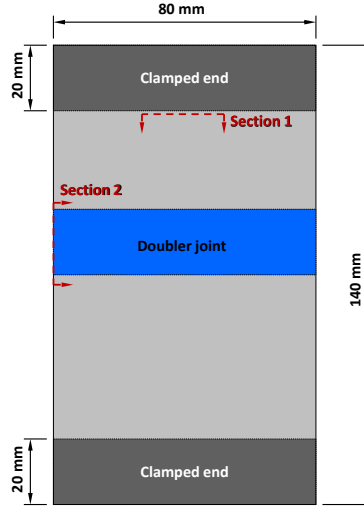 80 mm
20 mm
Clamped end
Section 1
Section 2
Doubler joint
140 mm
20 mm
Clamped end